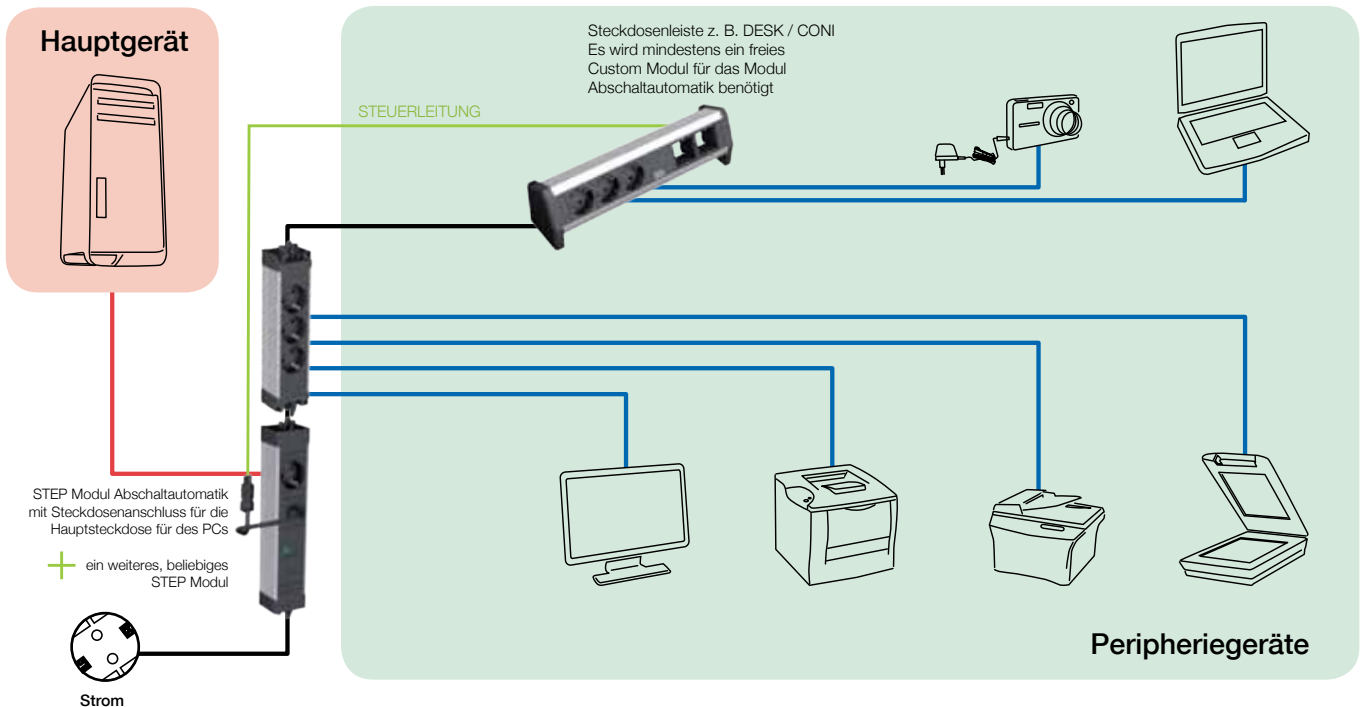 Hauptgerät
Steckdosenleiste z. B. DESK / CONI
Es wird mindestens ein freies
Custom Modul für das Modul
Abschaltautomatik benötigt
STEUERLEITUNG
STEP Modul Abschaltautomatik
mit Steckdosenanschluss für die
Hauptsteckdose für des PCs
ein weiteres, beliebiges
STEP Modul
Strom
Peripheriegeräte